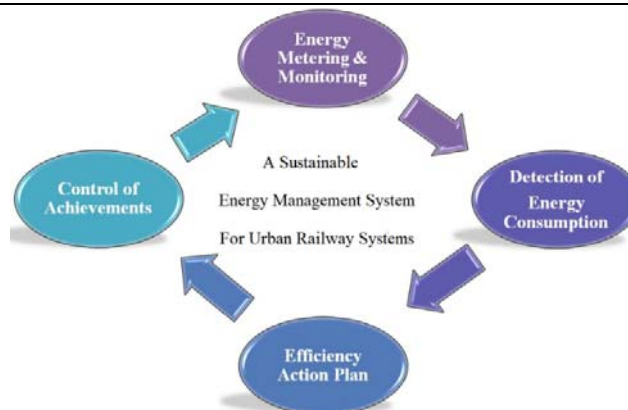 Energy
Metering &
Monitoring
A Sustainable
Energy Management System
For Urban Railway Systems
Control of
Achievements
Detection of
Energy
Consumption
Efficiency
Action Plan